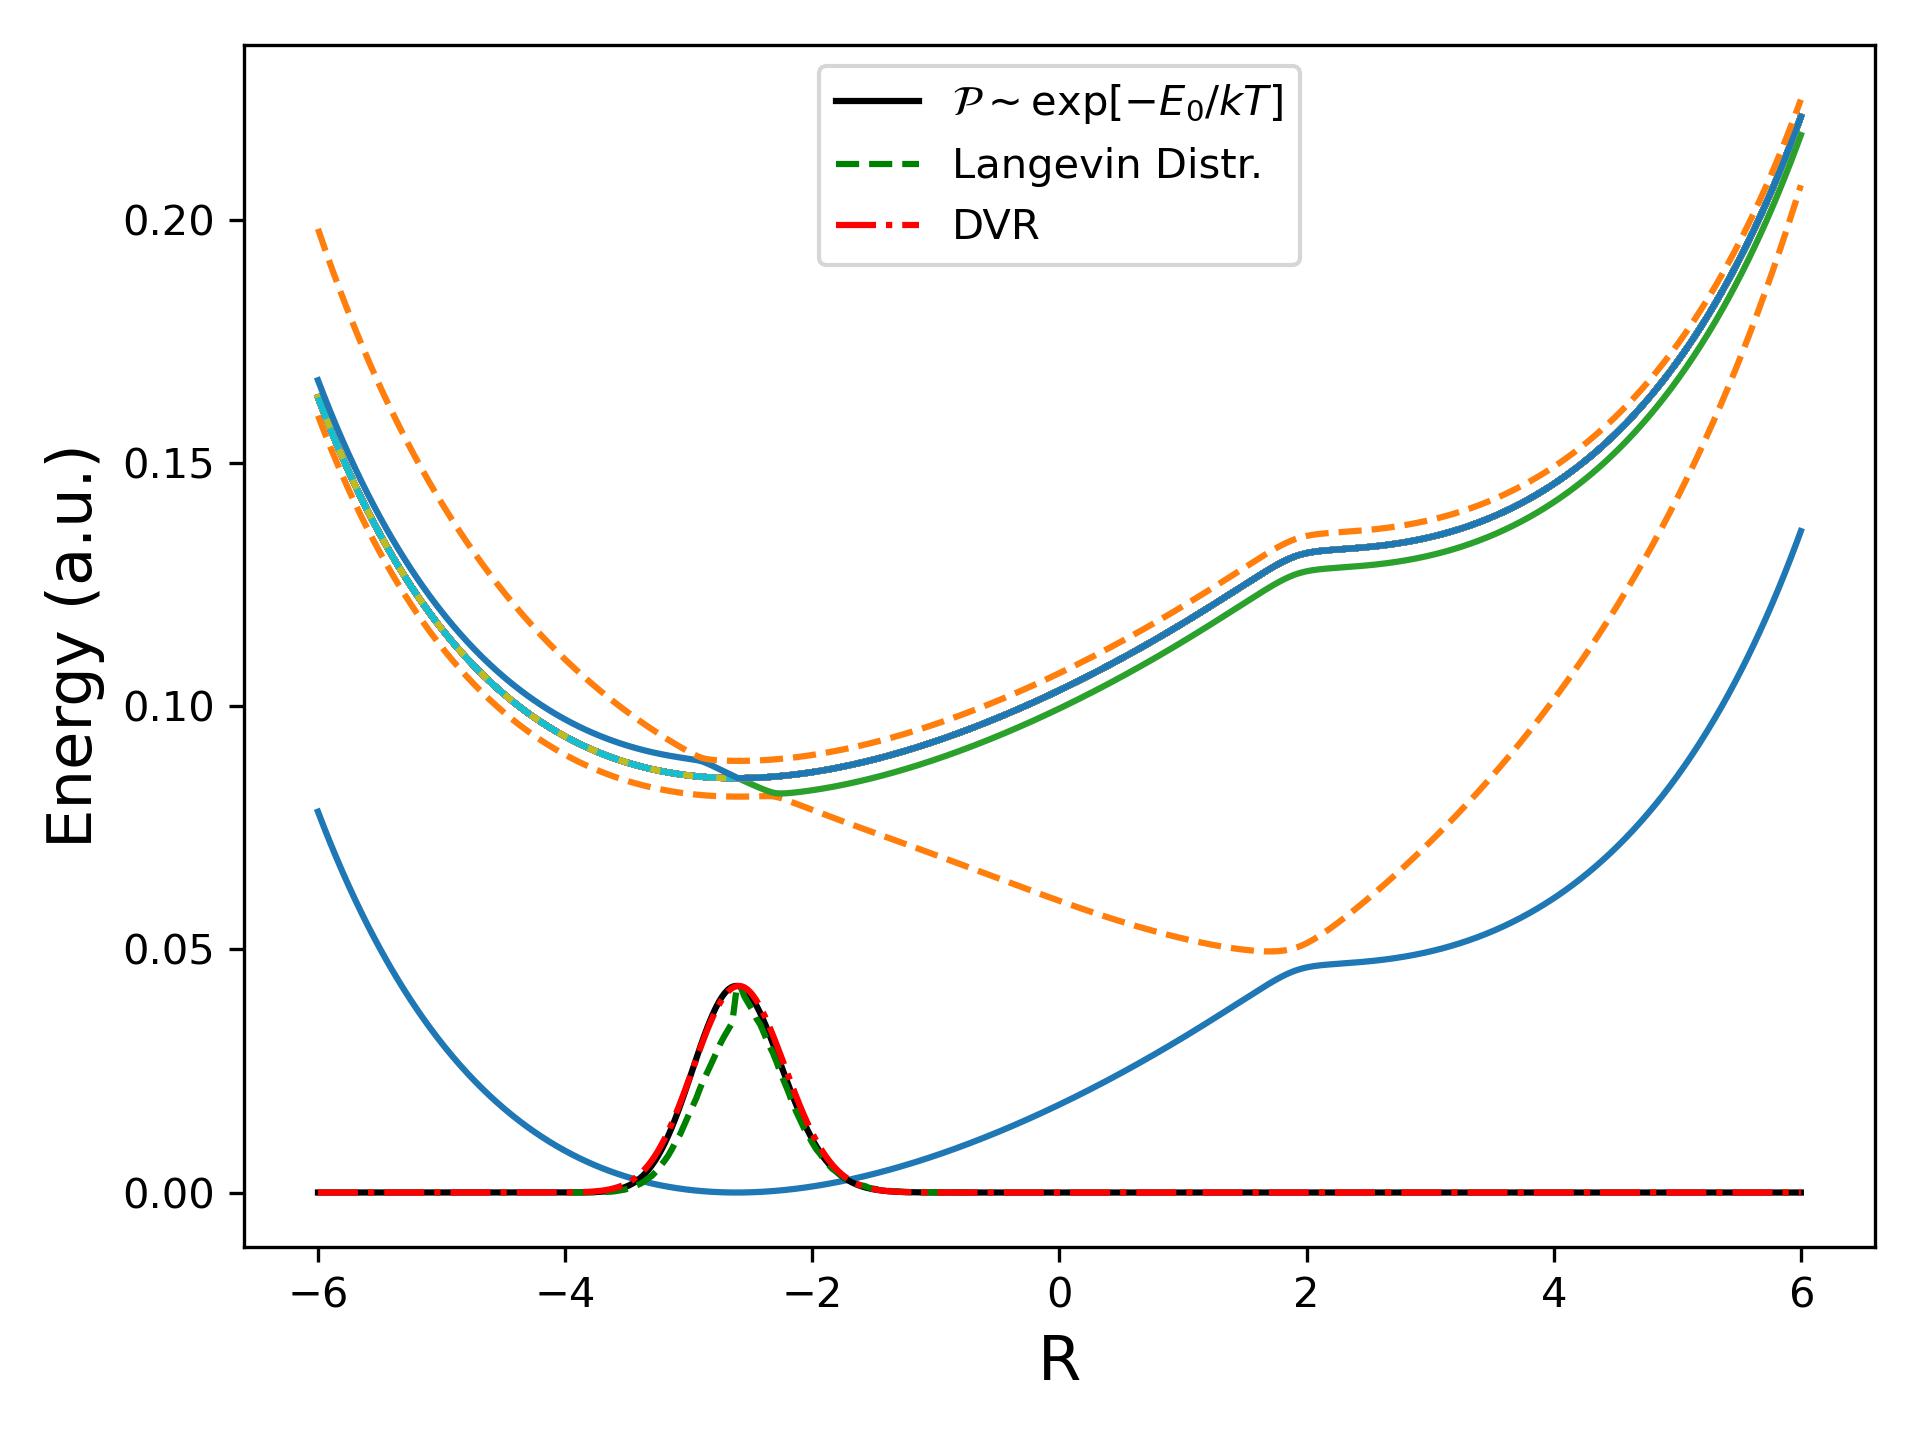 𝒫 ~ exp[−E₀/kT]
Langevin Distr.
DVR
Energy (a.u.)
0.20
0.15
0.10
0.05
0.00
−6 −4 −2 0 2 4 6
R